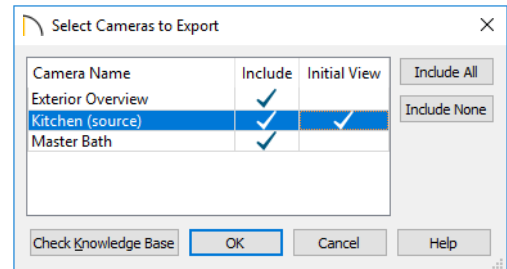 Select Cameras to Export
Camera Name Include Initial View
Exterior Overview
Kitchen (source)
Master Bath
Include All
Include None
Check Knowledge Base OK Cancel Help